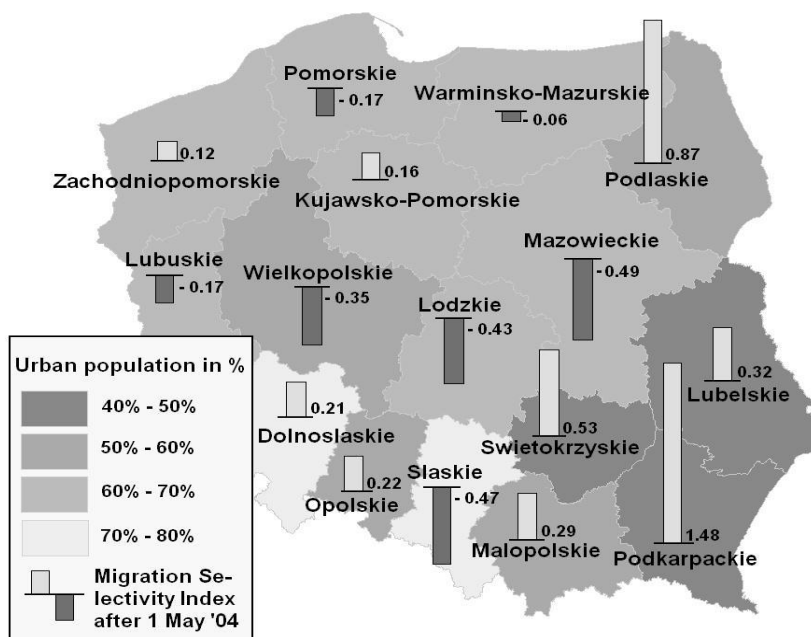 Pomorskie
- 0.17
Warminsko-Mazurskie
- 0.06
0.87
Podlaskie
0.12
Zachodniopomorskie
0.16
Kujawsko-Pomorskie
Mazowieckie
- 0.49
Lubuskie
- 0.17
Wielkopolskie
- 0.35
Lodzkie
- 0.43
0.32
Lubelskie
0.21
Dolnoslaskie
0.53
Swietokrzyskie
0.22
Opolskie
Slaskie
- 0.47
0.29
Malopolskie
1.48
Podkarpackie
Urban population in %
40% - 50%
50% - 60%
60% - 70%
70% - 80%
Migration Se-
lectivity Index
after 1 May '04